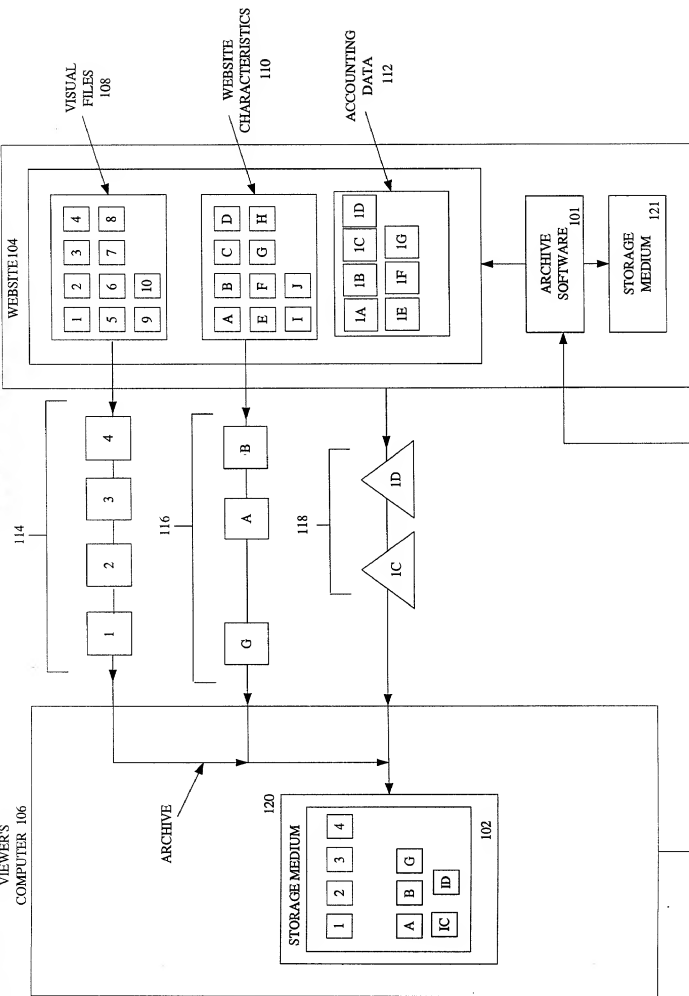 VIEWER'S
COMPUTER 106
ARCHIVE
120
STORAGE MEDIUM
1 2 3 4
A B G
IC ID
102
114
1 2 3 4
116
G A B
118
1C 1D
WEBSITE 104
1 2 3 4
5 6 7 8
9 10
A B C D
E F G H
I J
1A 1B 1C 1D
1E 1F 1G
VISUAL
FILES
108
WEBSITE
CHARACTERISTICS
110
ACCOUNTING
DATA
112
ARCHIVE
SOFTWARE
101
STORAGE
MEDIUM
121